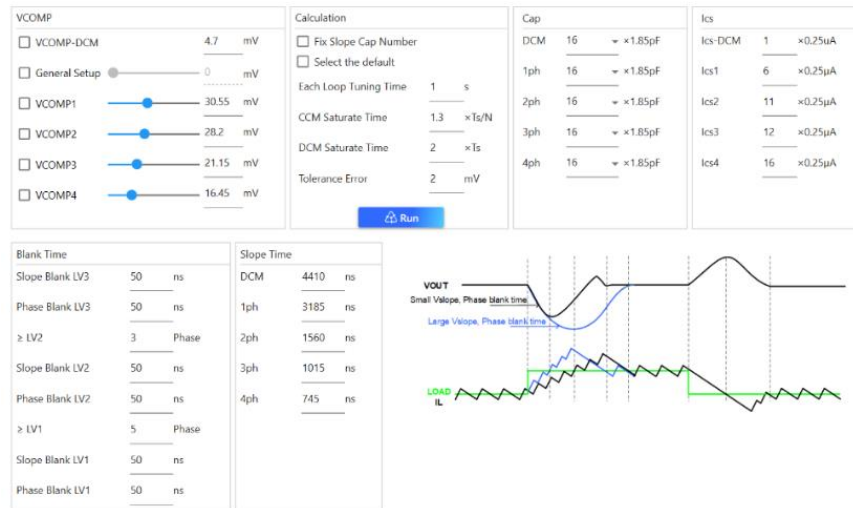 VCOMP
VCOMP-DCM 4.7 mV
General Setup 0 mV
VCOMP1 30.55 mV
VCOMP2 28.2 mV
VCOMP3 21.15 mV
VCOMP4 16.45 mV
Calculation
Fix Slope Cap Number
Select the default
Each Loop Tuning Time 1 s
CCM Saturate Time 1.3 ×Ts/N
DCM Saturate Time 2 ×Ts
Tolerance Error 2 mV
Run
Cap
DCM 16 ×1.85pF
1ph 16 ×1.85pF
2ph 16 ×1.85pF
3ph 16 ×1.85pF
4ph 16 ×1.85pF
Ics
Ics-DCM 1 ×0.25uA
Ics1 6 ×0.25μA
Ics2 11 ×0.25μA
Ics3 12 ×0.25μA
Ics4 16 ×0.25μA
Blank Time
Slope Blank LV3 50 ns
Phase Blank LV3 50 ns
≥ LV2 3 Phase
Slope Blank LV2 50 ns
Phase Blank LV2 50 ns
≥ LV1 5 Phase
Slope Blank LV1 50 ns
Phase Blank LV1 50 ns
Slope Time
DCM 4410 ns
1ph 3185 ns
2ph 1560 ns
3ph 1015 ns
4ph 745 ns
VOUT
Small Vslope, Phase blank time
Large Vslope, Phase blank time
LOAD
IL